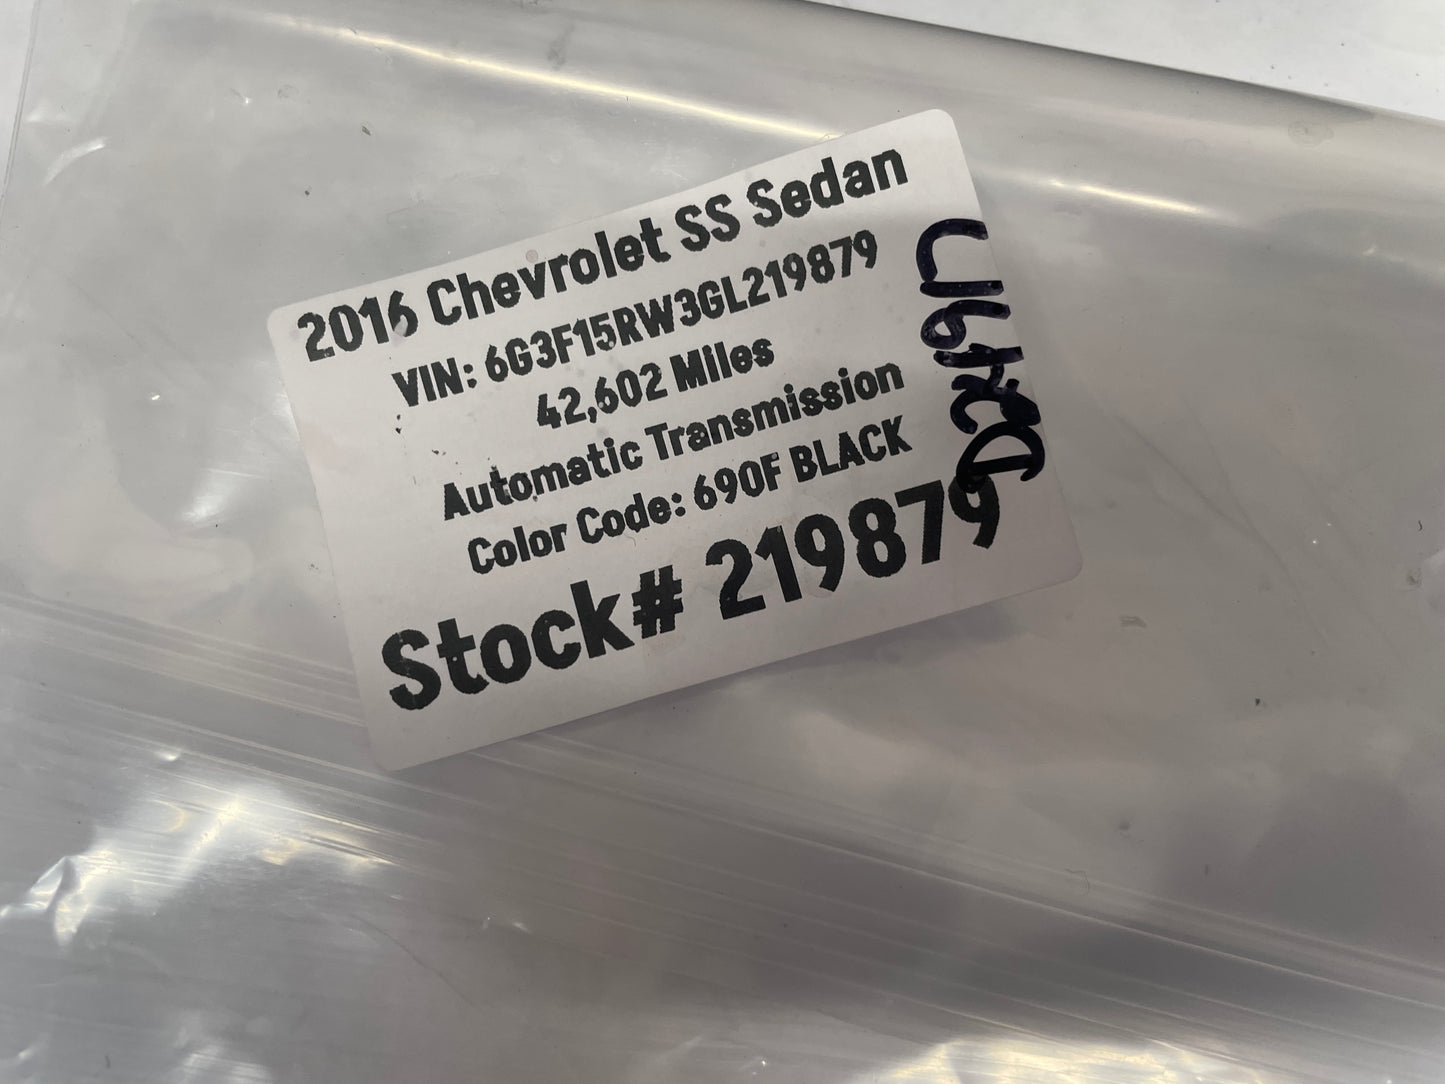 2016 Chevrolet SS Sedan
VIN: 6G3F15RW3GL219879
42,602 Miles
Automatic Transmission
Color Code: 690F BLACK
Stock# 219879